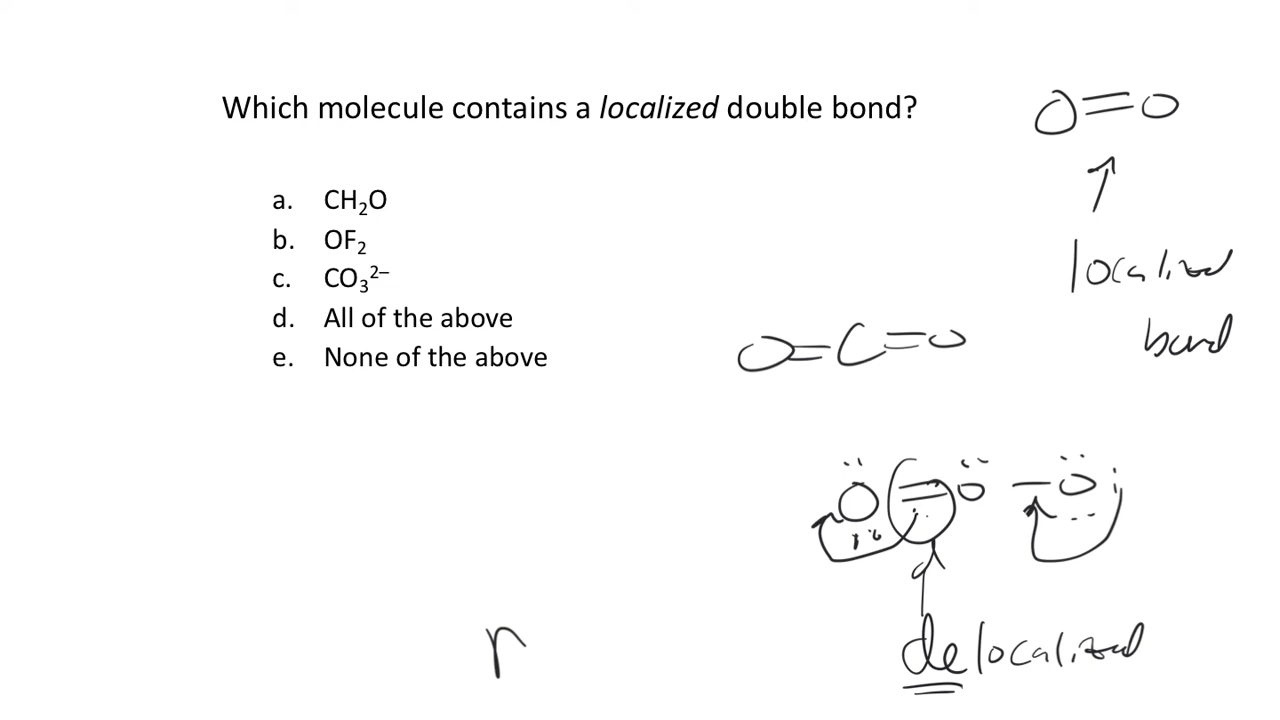 Which molecule contains a localized double bond?
a. CH₂O
b. OF₂
c. CO₃²⁻
d. All of the above
e. None of the above
O=O
localized
bond
O=C=O
O=O-O
delocalized
r